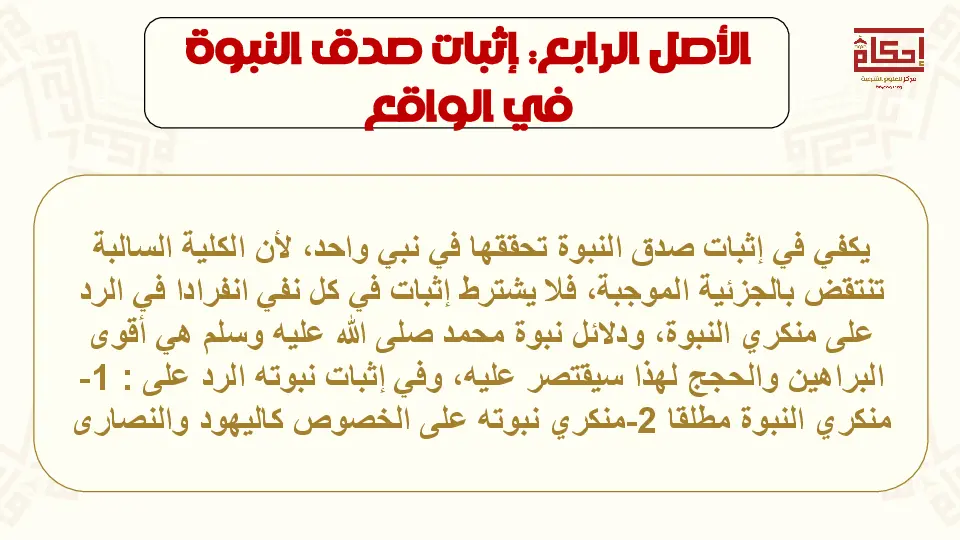 الأصل الرابع: إثبات صدق النبوة
في الواقع
إحكام
مركز للعلوم الشرعية
يكفي في إثبات صدق النبوة تحققها في نبي واحد، لأن الكلية السالبة
تنتقض بالجزئية الموجبة، فلا يشترط إثبات في كل نفي انفرادا في الرد
على منكري النبوة، ودلائل نبوة محمد صلى الله عليه وسلم هي أقوى
البراهين والحجج لهذا سيقتصر عليه، وفي إثبات نبوته الرد على : 1-
منكري النبوة مطلقا 2-منكري نبوته على الخصوص كاليهود والنصارى